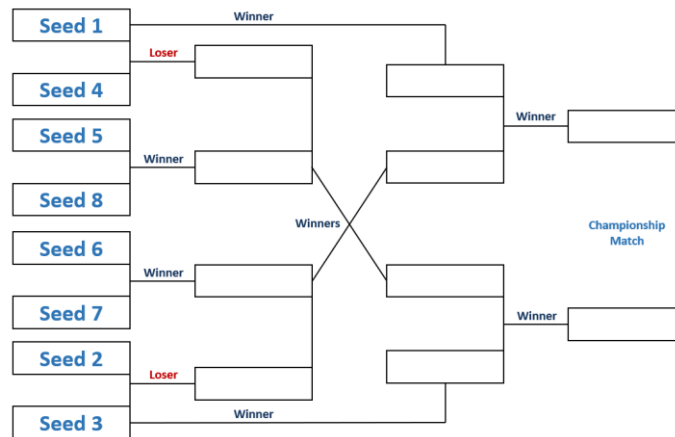 Seed 1
Winner
Loser
Seed 4
Seed 5
Winner
Seed 8
Winner
Winners
Championship
Match
Seed 6
Winner
Seed 7
Winner
Seed 2
Loser
Seed 3
Winner